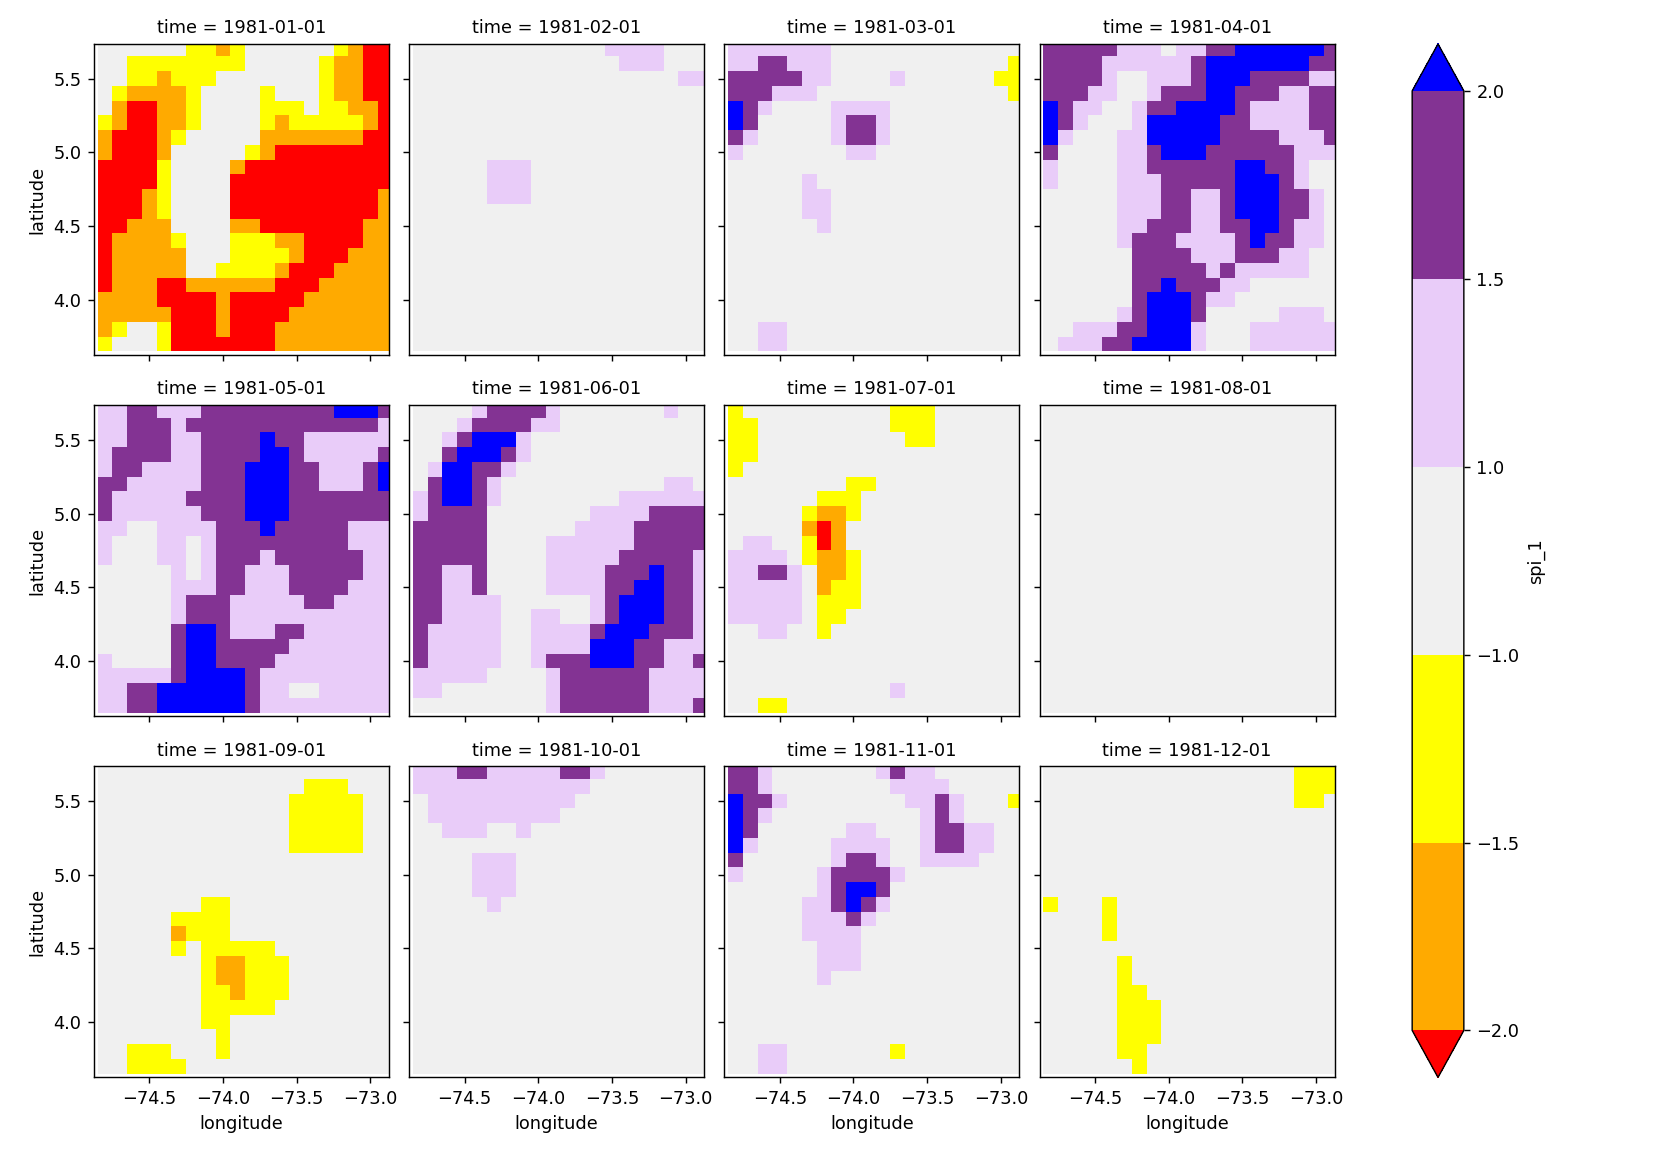 time = 1981-01-01
time = 1981-02-01
time = 1981-03-01
time = 1981-04-01
latitude
5.5
5.0
4.5
4.0
time = 1981-05-01
time = 1981-06-01
time = 1981-07-01
time = 1981-08-01
latitude
5.5
5.0
4.5
4.0
time = 1981-09-01
time = 1981-10-01
time = 1981-11-01
time = 1981-12-01
latitude
5.5
5.0
4.5
4.0
−74.5 −74.0 −73.5 −73.0
−74.5 −74.0 −73.5 −73.0
−74.5 −74.0 −73.5 −73.0
−74.5 −74.0 −73.5 −73.0
longitude
longitude
longitude
longitude
2.0
1.5
1.0
−1.0
−1.5
−2.0
spi_1